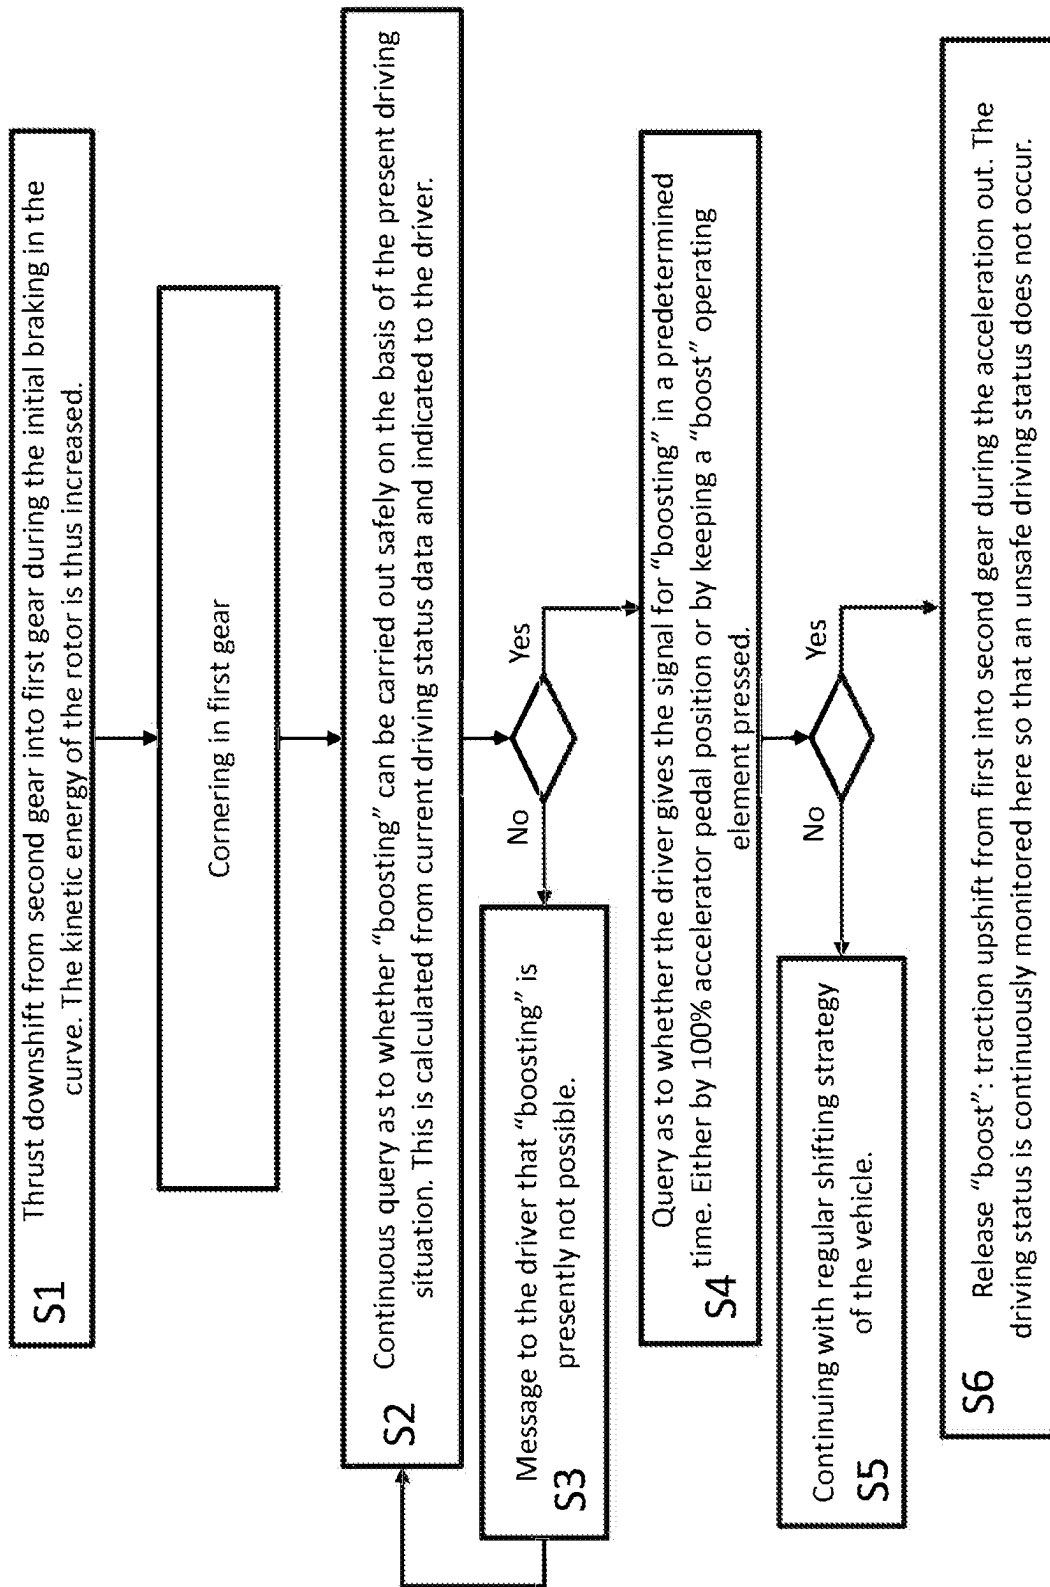 Thrust downshift from second gear into first gear during the initial braking in the
S1 curve. The kinetic energy of the rotor is thus increased.
Cornering in first gear
Continuous query as to whether “boosting” can be carried out safely on the basis of the present driving
S2 situation. This is calculated from current driving status data and indicated to the driver.
No
Yes
Message to the driver that “boosting” is
S3 presently not possible.
Query as to whether the driver gives the signal for “boosting” in a predetermined
time. Either by 100% accelerator pedal position or by keeping a “boost” operating
S4 element pressed.
No
Yes
Continuing with regular shifting strategy
S5 of the vehicle.
S6 Release “boost”: traction upshift from first into second gear during the acceleration out. The
driving status is continuously monitored here so that an unsafe driving status does not occur.